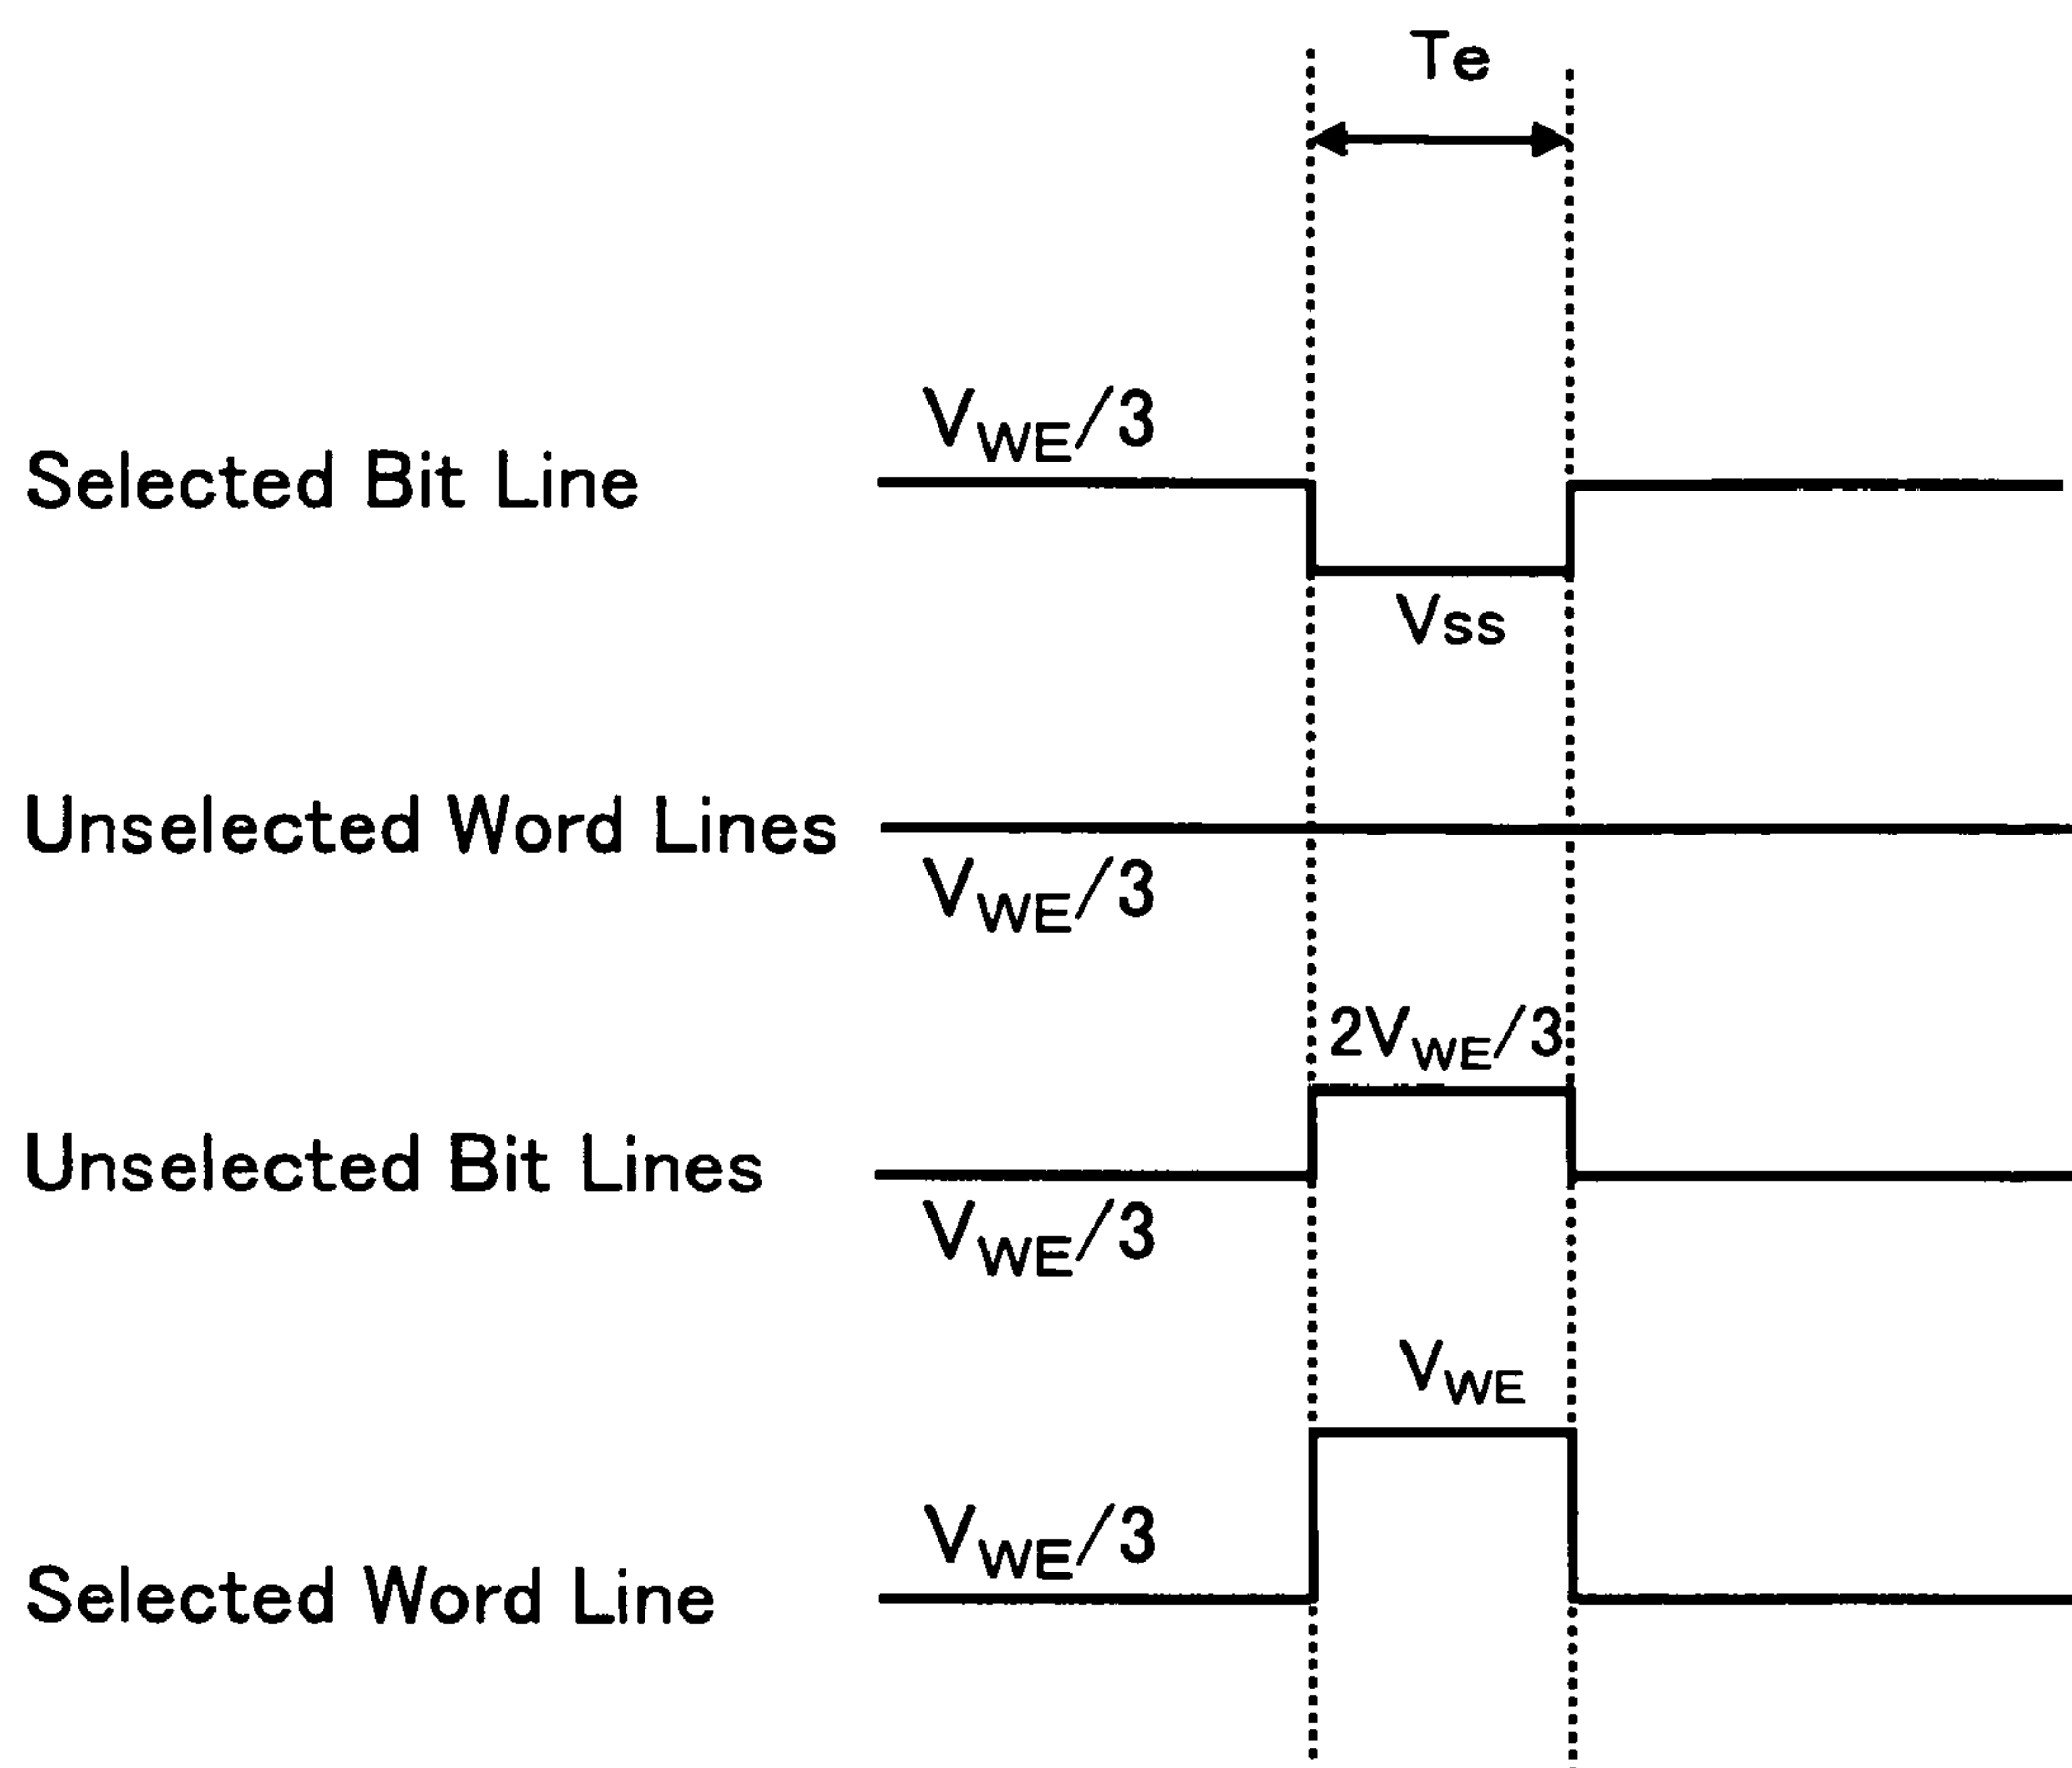 Te
V_WE/3
Selected Bit Line
Vss
Unselected Word Lines
V_WE/3
2V_WE/3
Unselected Bit Lines
V_WE/3
V_WE
V_WE/3
Selected Word Line